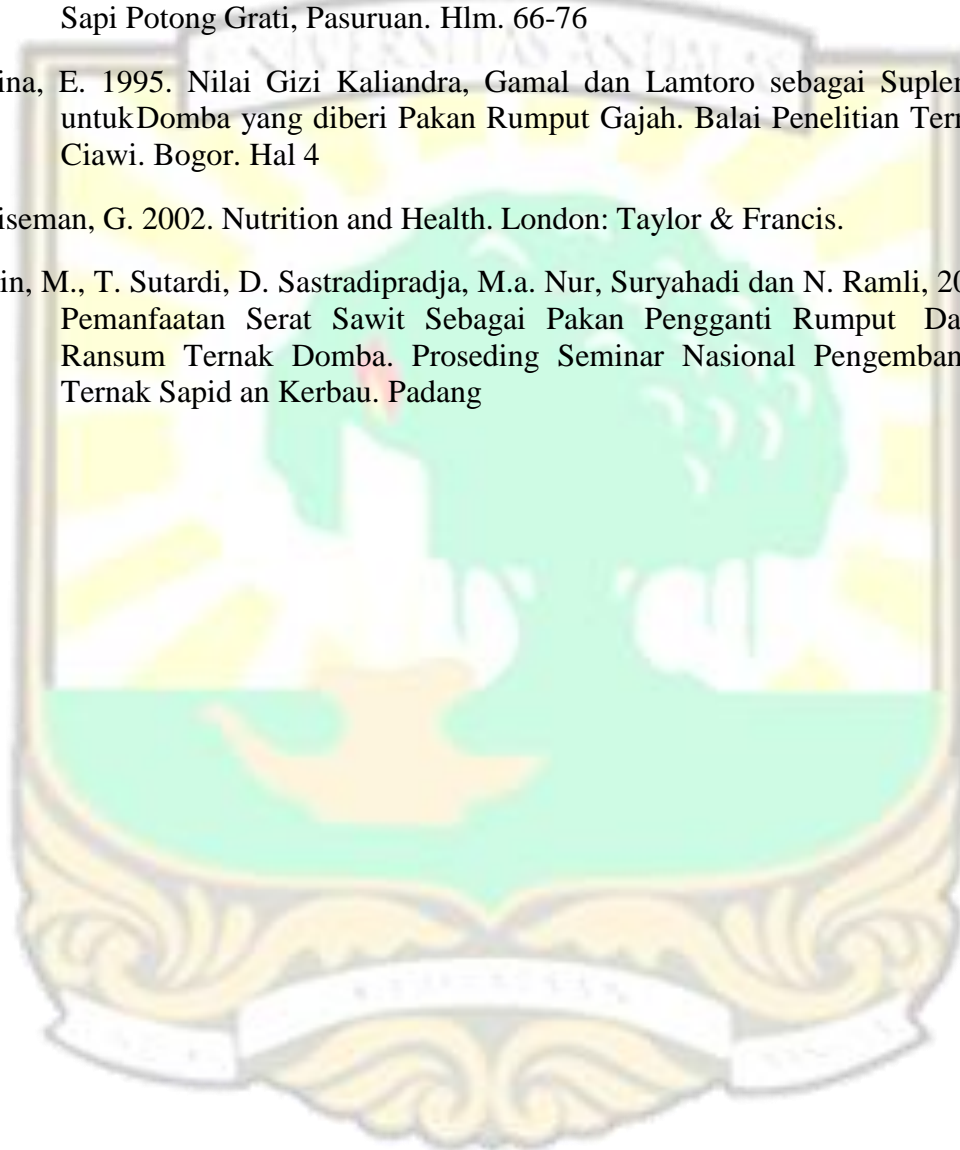 Sapi Potong Grati, Pasuruan. Hlm. 66-76
ina, E. 1995. Nilai Gizi Kaliandra, Gamal dan Lamtoro sebagai Suplem
untukDomba yang diberi Pakan Rumput Gajah. Balai Penelitian Tern
Ciawi. Bogor. Hal 4
iseman, G. 2002. Nutrition and Health. London: Taylor & Francis.
in, M., T. Sutardi, D. Sastradipradja, M.a. Nur, Suryahadi dan N. Ramli, 20
Pemanfaatan Serat Sawit Sebagai Pakan Pengganti Rumput Da
Ransum Ternak Domba. Proseding Seminar Nasional Pengemban
Ternak Sapid an Kerbau. Padang